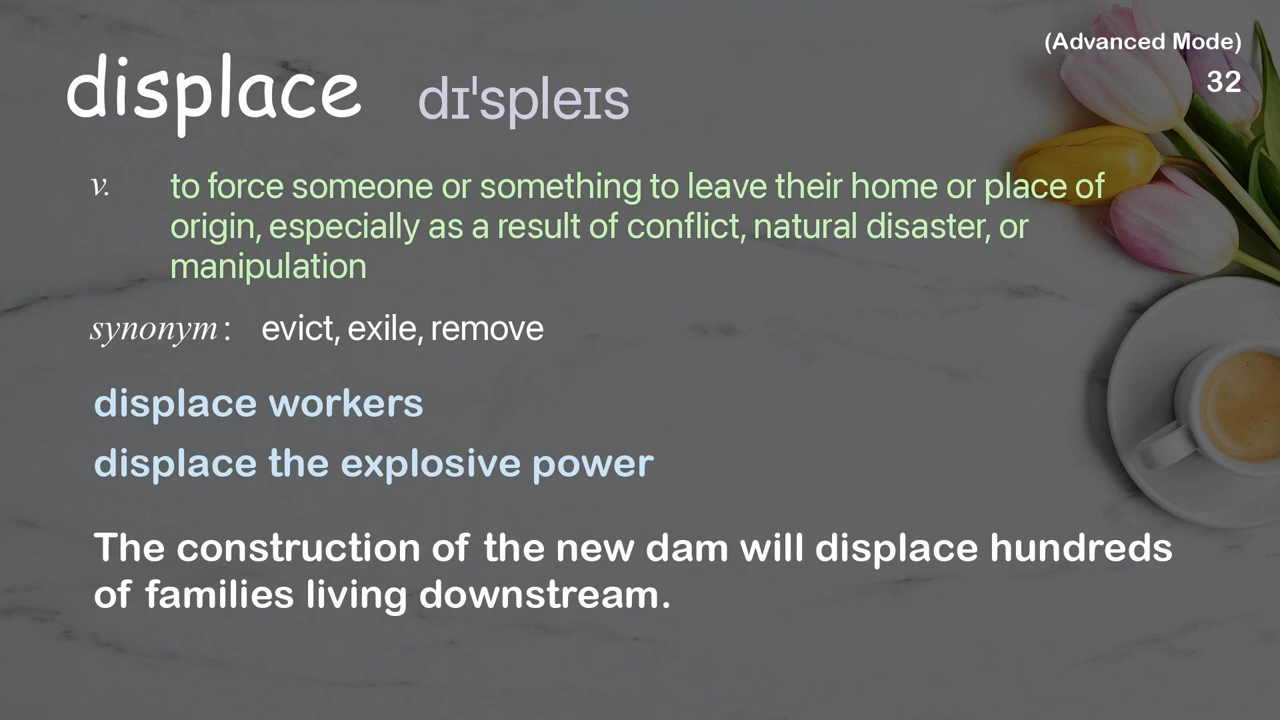 (Advanced Mode)
displace dɪˈspleɪs
32
v. to force someone or something to leave their home or place of
origin, especially as a result of conflict, natural disaster, or
manipulation
synonym: evict, exile, remove
displace workers
displace the explosive power
The construction of the new dam will displace hundreds
of families living downstream.